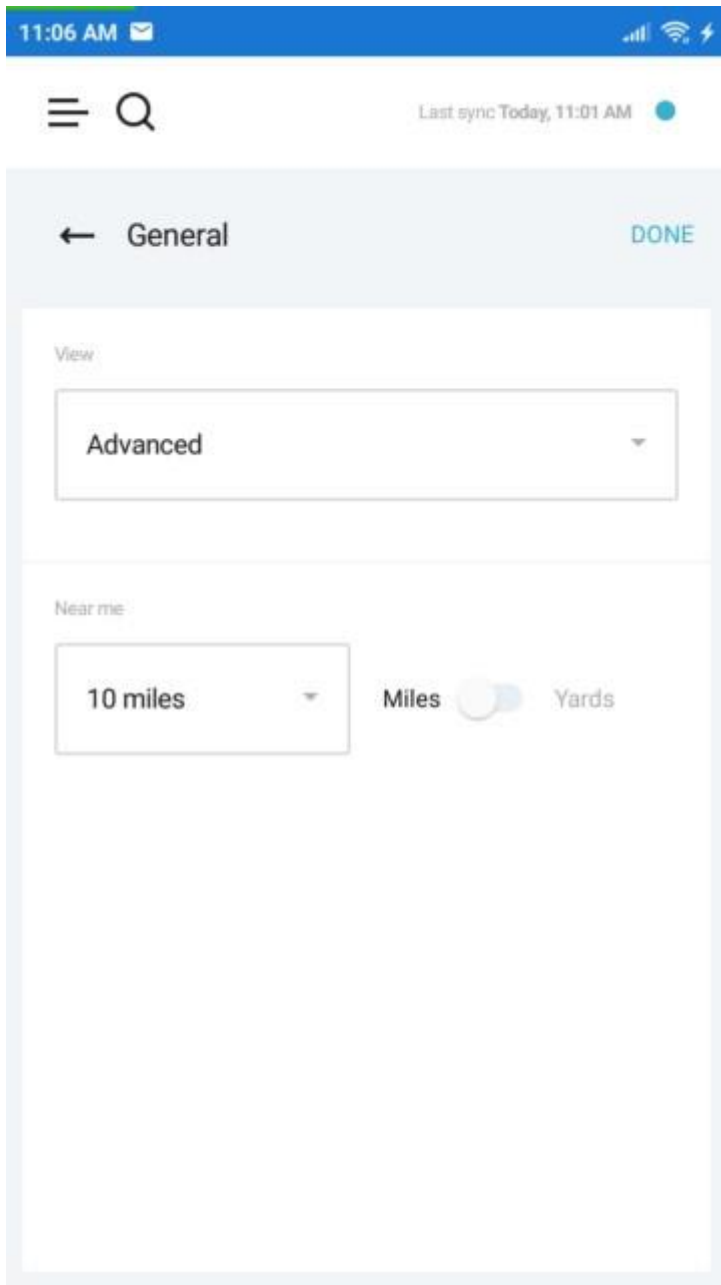 11:06 AM
Last sync Today, 11:01 AM
General DONE
View
Advanced
Near me
10 miles Miles Yards